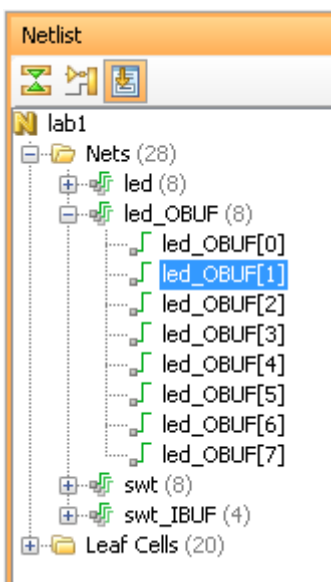 Netlist
N lab1
Nets (28)
led (8)
led_OBUF (8)
led_OBUF[0]
led_OBUF[1]
led_OBUF[2]
led_OBUF[3]
led_OBUF[4]
led_OBUF[5]
led_OBUF[6]
led_OBUF[7]
swt (8)
swt_IBUF (4)
Leaf Cells (20)